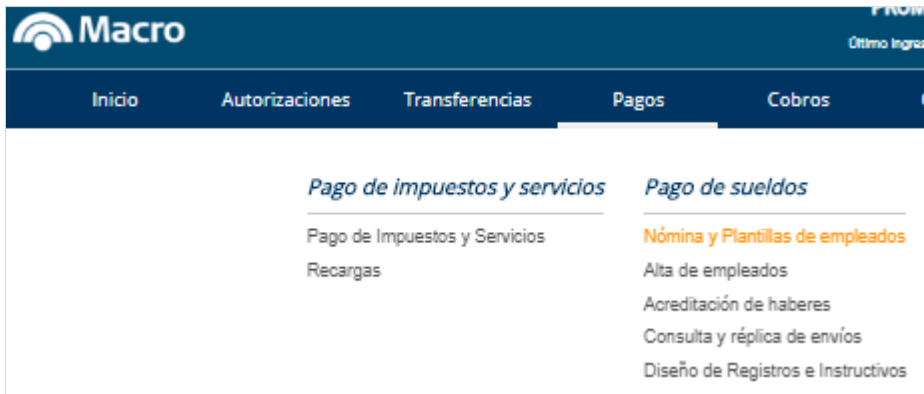 Macro
Último
Inicio Autorizaciones Transferencias Pagos Cobros
Pago de impuestos y servicios
Pago de Impuestos y Servicios
Recargas
Pago de sueldos
Nómina y Plantillas de empleados
Alta de empleados
Acreditación de haberes
Consulta y réplica de envíos
Diseño de Registros e Instructivos